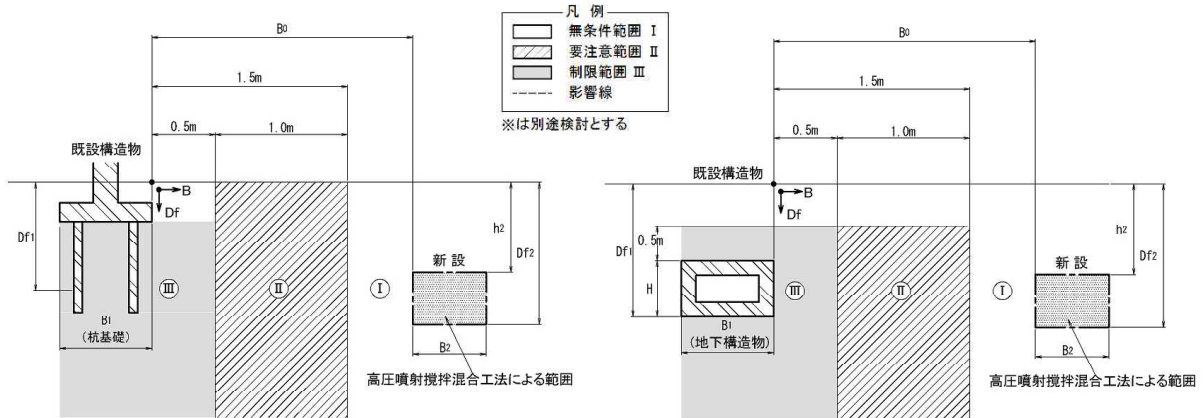 凡 例
無条件範囲 Ⅰ
要注意範囲 Ⅱ
制限範囲 Ⅲ
影響線
※は別途検討とする
B0
1.5m
0.5m
1.0m
既設構造物
B
Df
Df1
h2
Df2
新 設
Ⅲ
Ⅱ
Ⅰ
B1
(杭基礎)
B2
高圧噴射撹拌混合工法による範囲
B0
1.5m
0.5m
1.0m
既設構造物
B
Df
Df1
0.5m
H
h2
Df2
新 設
Ⅲ
Ⅱ
Ⅰ
B1
(地下構造物)
B2
高圧噴射撹拌混合工法による範囲